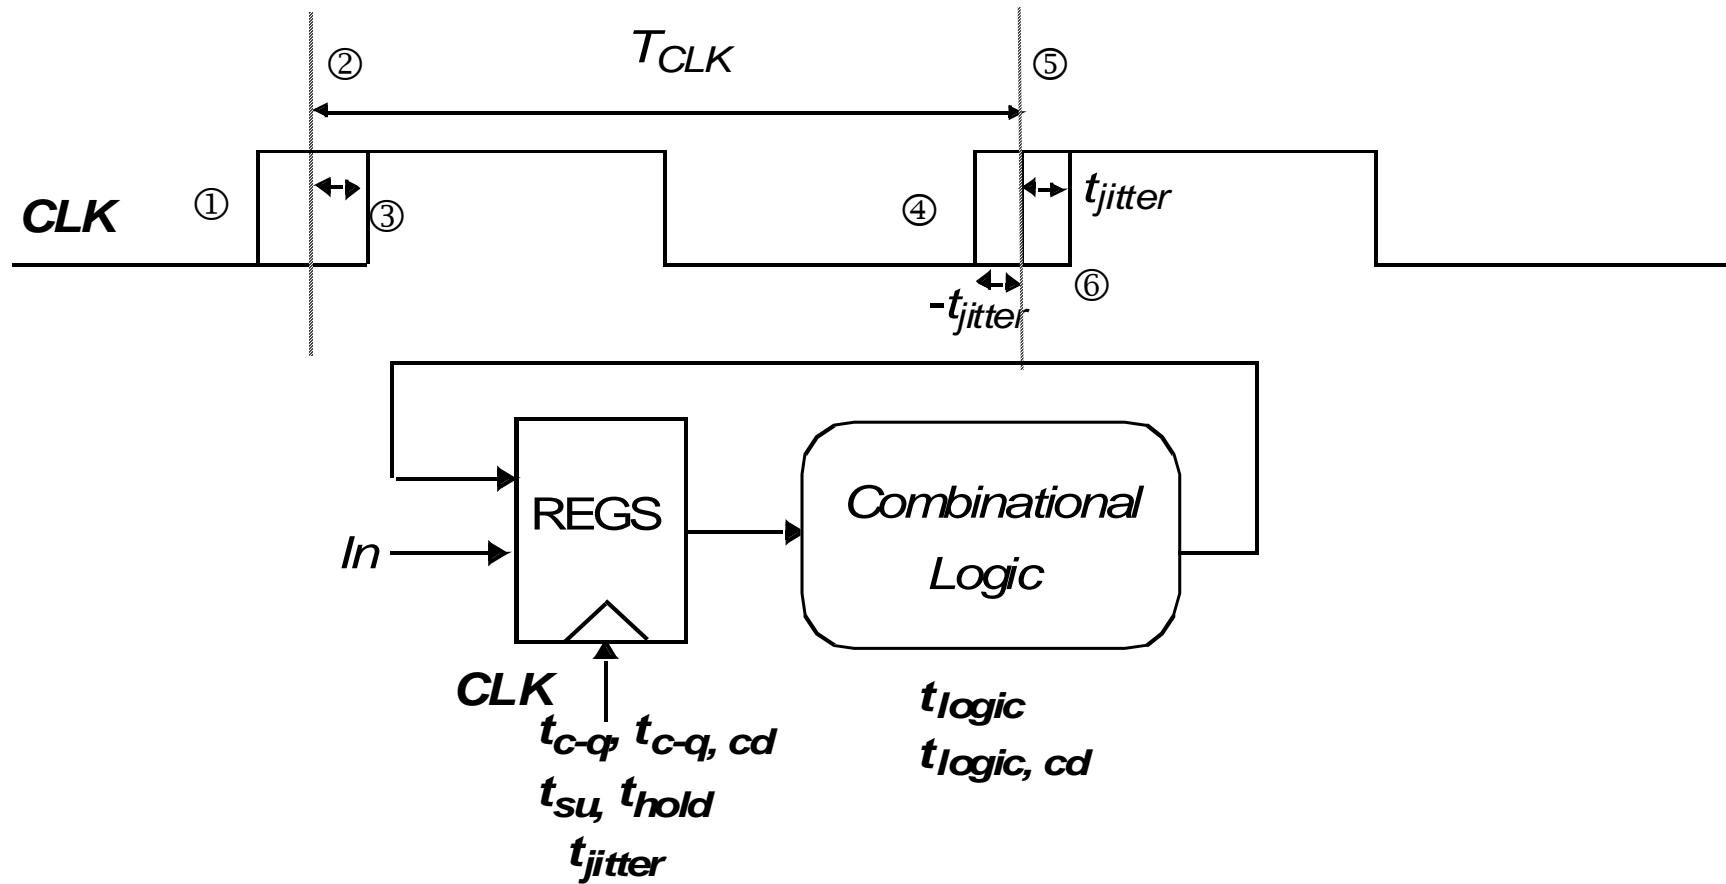 ② T_CLK ⑤
CLK ① ③ ④ t_jitter
-t_jitter ⑥
REGS
Combinational
Logic
In
CLK
t_c-q, t_c-q, cd
t_su, t_hold
t_jitter
t_logic
t_logic, cd